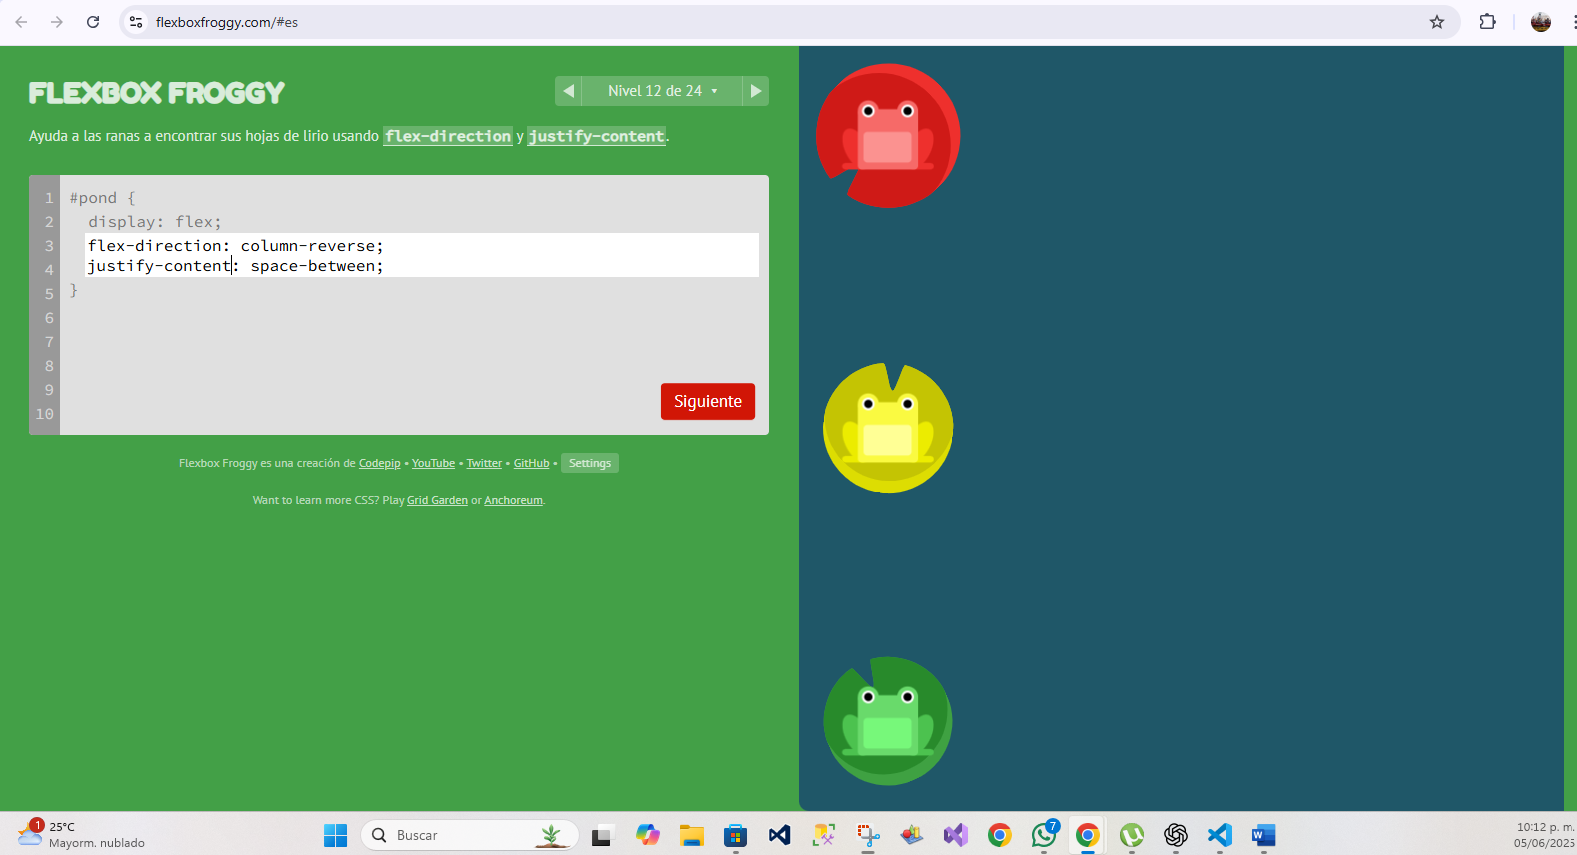 flexboxfroggy.com/#es
FLEXBOX FROGGY
Nivel 12 de 24
Ayuda a las ranas a encontrar sus hojas de lirio usando flex-direction y justify-content.
1 #pond {
2 display: flex;
3 flex-direction: column-reverse;
4 justify-content: space-between;
5 }
6
7
8
9
10
Siguiente
Flexbox Froggy es una creación de Codepip • YouTube • Twitter • GitHub • Settings
Want to learn more CSS? Play Grid Garden or Anchoreum.
1
25°C
Mayorm. nublado
Buscar
7
W
10:12 p. m.
05/06/2025